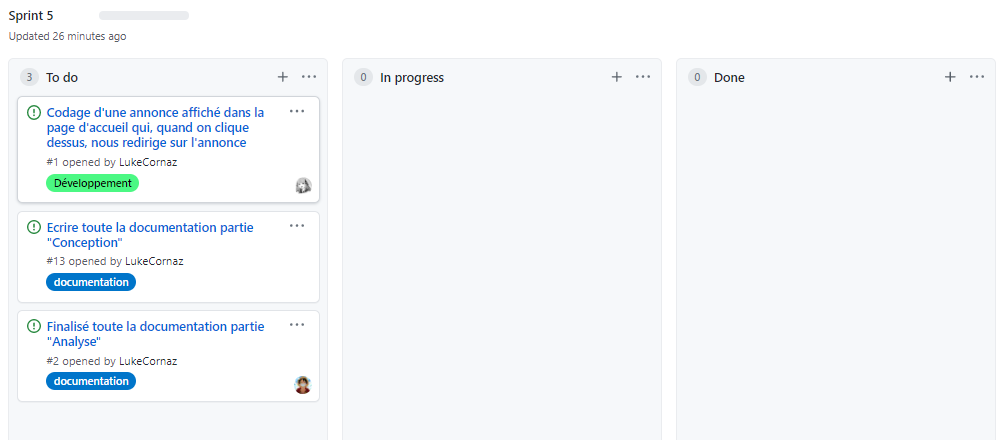 Sprint 5
Updated 26 minutes ago
3 To do
Codage d'une annonce affiché dans la
page d'accueil qui, quand on clique
dessus, nous redirige sur l'annonce
#1 opened by LukeCornaz
Développement
Ecrire toute la documentation partie
"Conception"
#13 opened by LukeCornaz
documentation
Finalisé toute la documentation partie
"Analyse"
#2 opened by LukeCornaz
documentation
0 In progress
0 Done